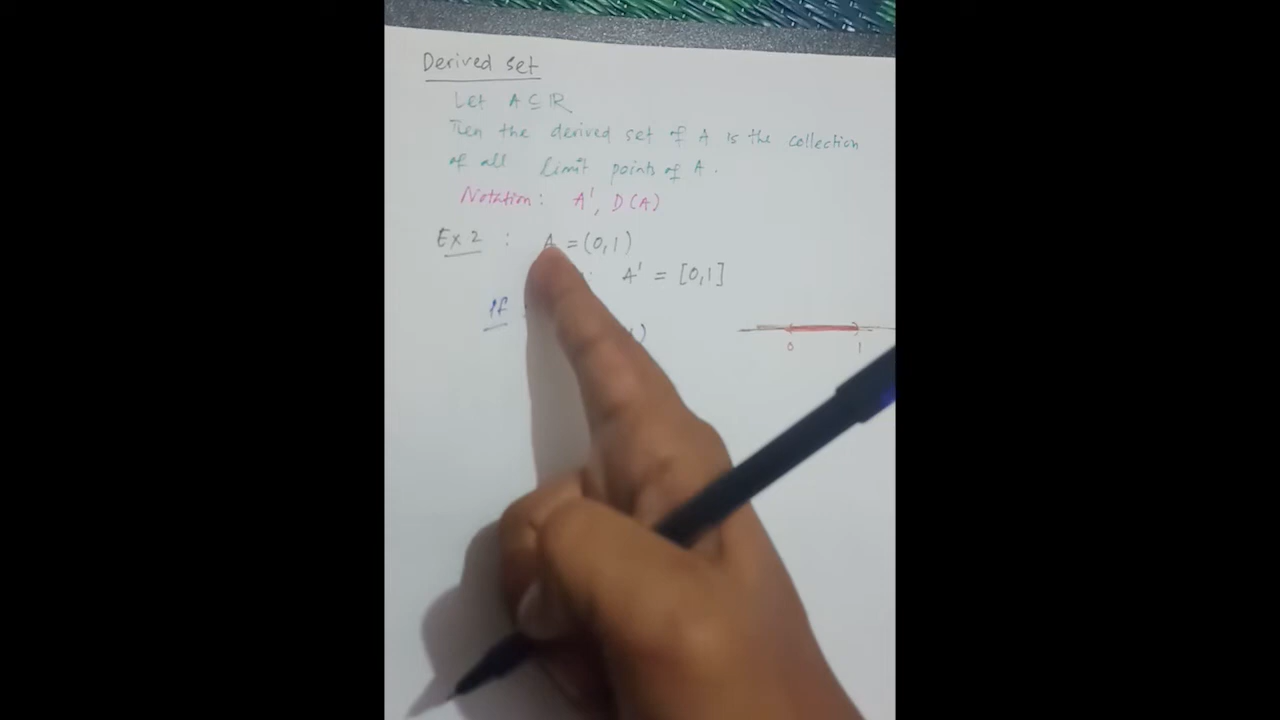 Derived set
Let A ⊆ ℝ
Then the derived set of A is the collection
of all limit points of A.
Notation: A', D(A)
Ex 2 : A = (0,1)
: A' = [0,1]
If
)
0 1